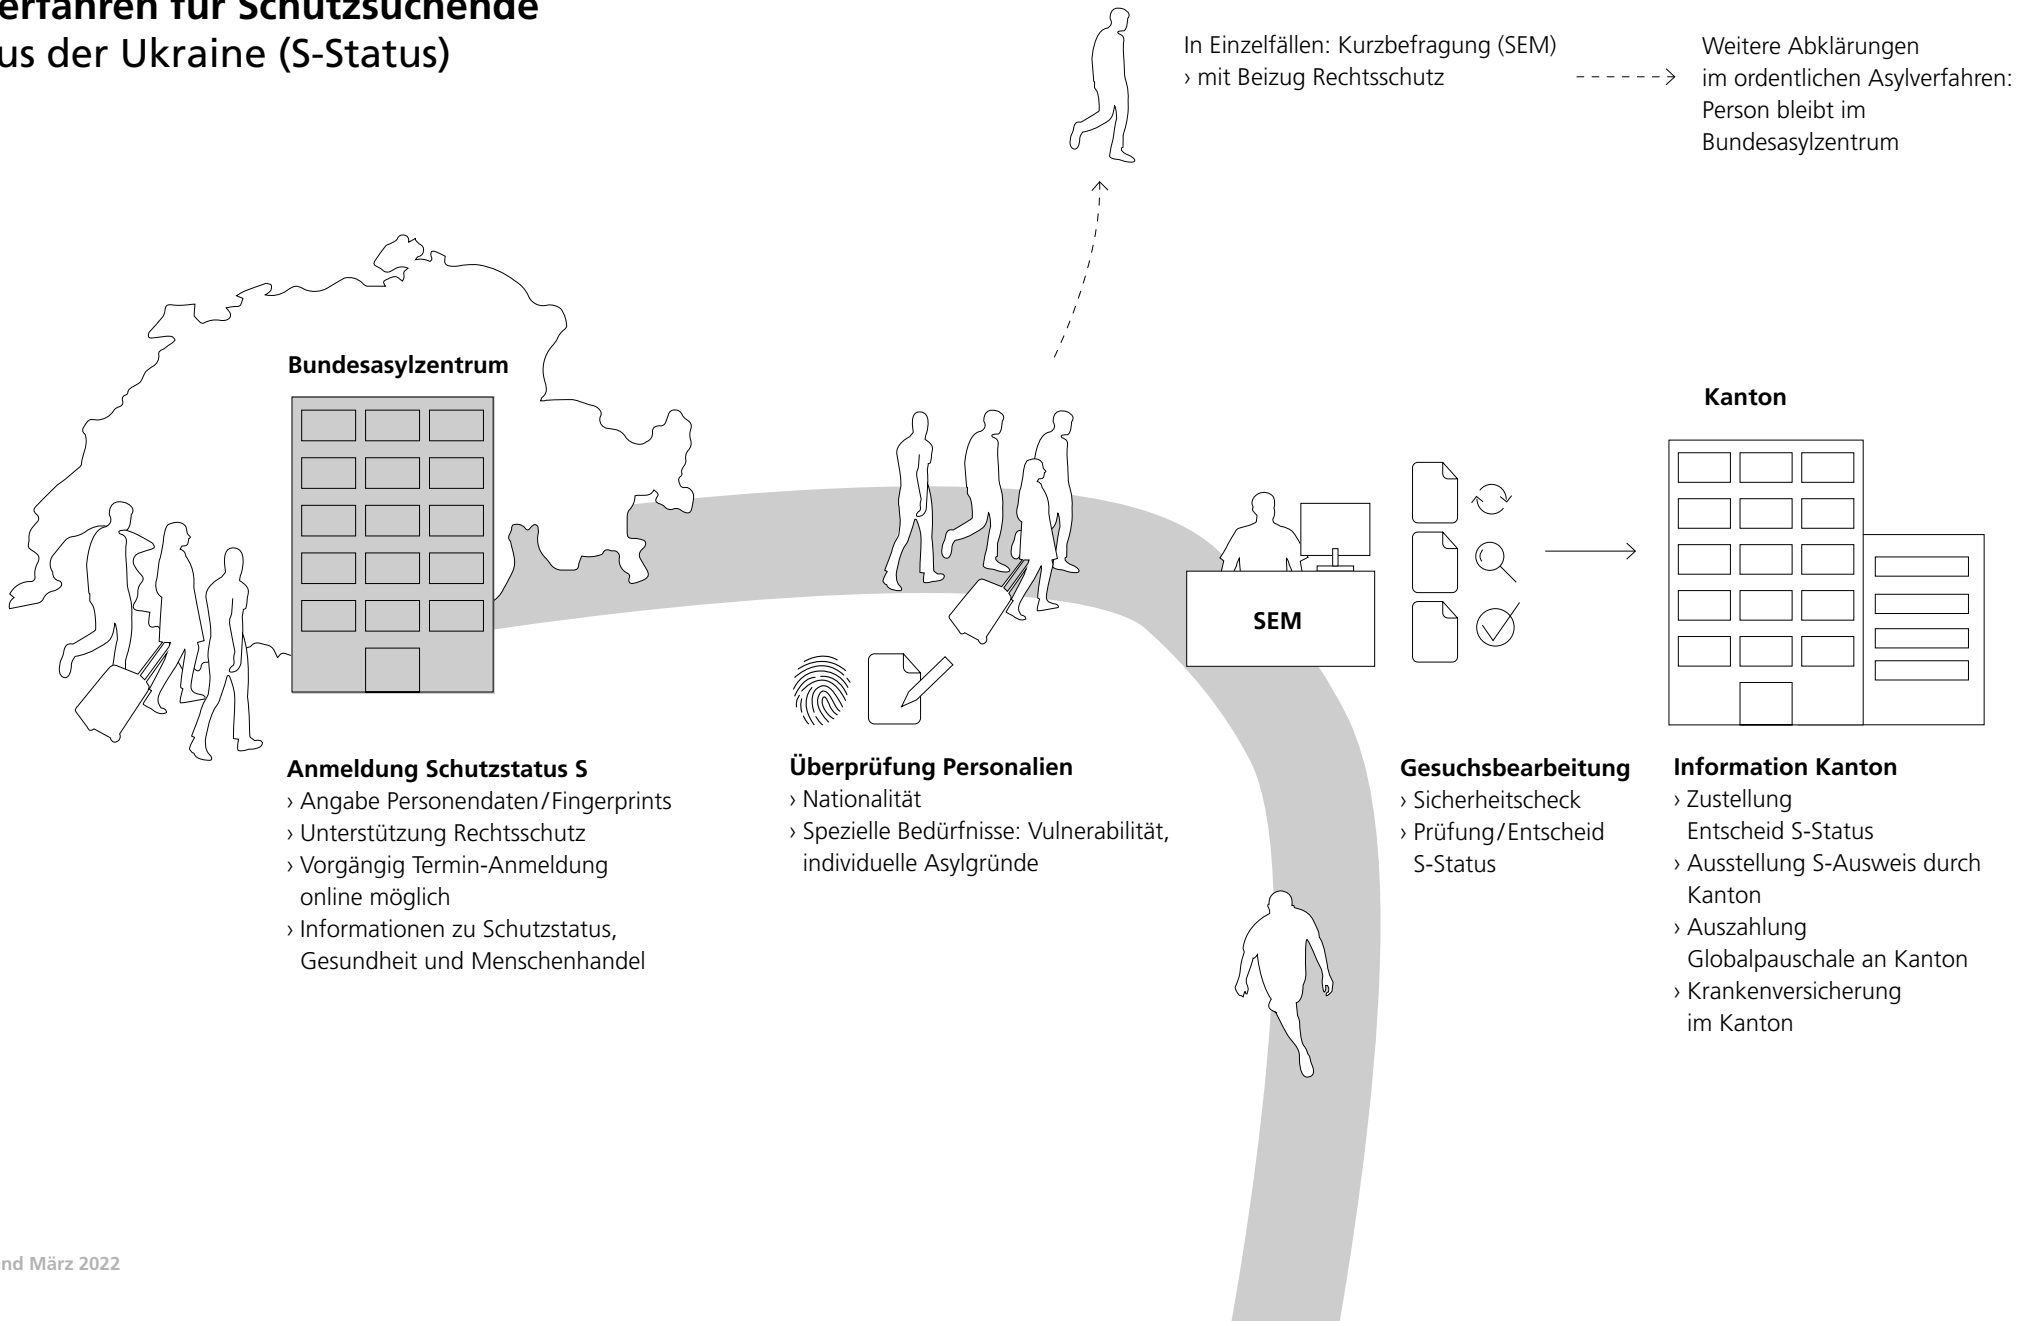 erfahren für Schutzsuchende
us der Ukraine (S-Status)
In Einzelfällen: Kurzbefragung (SEM)
› mit Beizug Rechtsschutz
Weitere Abklärungen
im ordentlichen Asylverfahren:
Person bleibt im
Bundesasylzentrum
Bundesasylzentrum
Kanton
SEM
Anmeldung Schutzstatus S
› Angabe Personendaten/Fingerprints
› Unterstützung Rechtsschutz
› Vorgängig Termin-Anmeldung
online möglich
› Informationen zu Schutzstatus,
Gesundheit und Menschenhandel
Überprüfung Personalien
› Nationalität
› Spezielle Bedürfnisse: Vulnerabilität,
individuelle Asylgründe
Gesuchsbearbeitung
› Sicherheitscheck
› Prüfung/Entscheid
S-Status
Information Kanton
› Zustellung
Entscheid S-Status
› Ausstellung S-Ausweis durch
Kanton
› Auszahlung
Globalpauschale an Kanton
› Krankenversicherung
im Kanton
nd März 2022